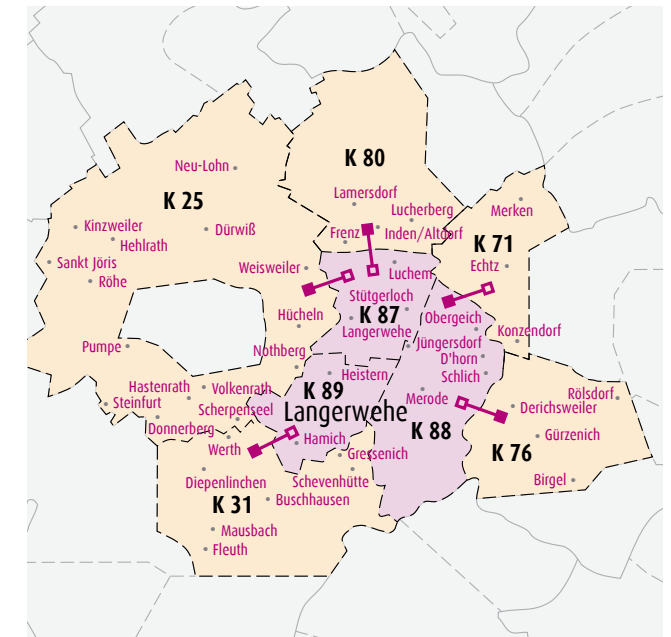 K 80
Neu-Lohn
K 25
Lamersdorf
Merken
Lucherberg
Kinzweiler
Dürwiß
Frenz
Inden/Altdorf
Hehlrath
K 71
Sankt Jöris
Weisweiler
Luchem
Echtz
Röhe
Stütgerloch
Hücheln
K 87
Obergeich
Langerwehe
Konzendorf
Pumpe
Jüngersdorf
Nothberg
D'horn
Heistern
Schlich
Hastenrath
Volkenrath
K 89
Merode
Rölsdorf
Steinfurt
Scherpenseel
Langerwehe
Derichsweiler
Donnerberg
K 88
Werth
Hamich
Gürzenich
Gressenich
K 76
Diepenlinchen
Schevenhütte
Birgel
Buschhausen
K 31
Mausbach
Fleuth